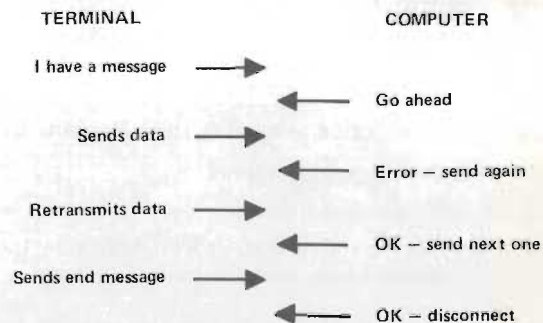 TERMINAL COMPUTER
I have a message
Go ahead
Sends data
Error — send again
Retransmits data
OK — send next one
Sends end message
OK — disconnect